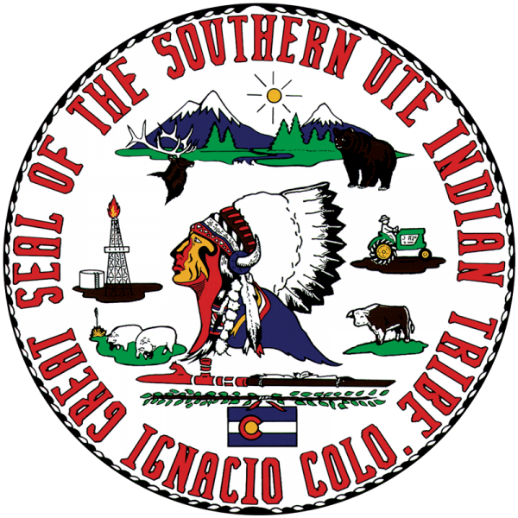 GREAT SEAL OF THE SOUTHERN UTE INDIAN TRIBE
IGNACIO COLO.